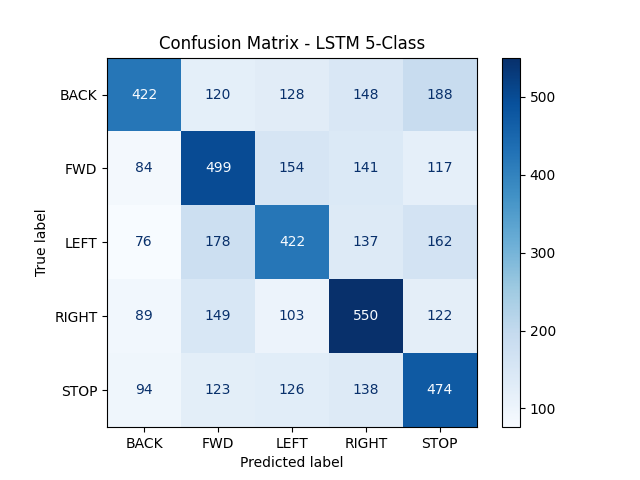 Confusion Matrix - LSTM 5-Class
BACK 422 120 128 148 188
FWD 84 499 154 141 117
LEFT 76 178 422 137 162
RIGHT 89 149 103 550 122
STOP 94 123 126 138 474
BACK FWD LEFT RIGHT STOP
Predicted label
True label
500
400
300
200
100